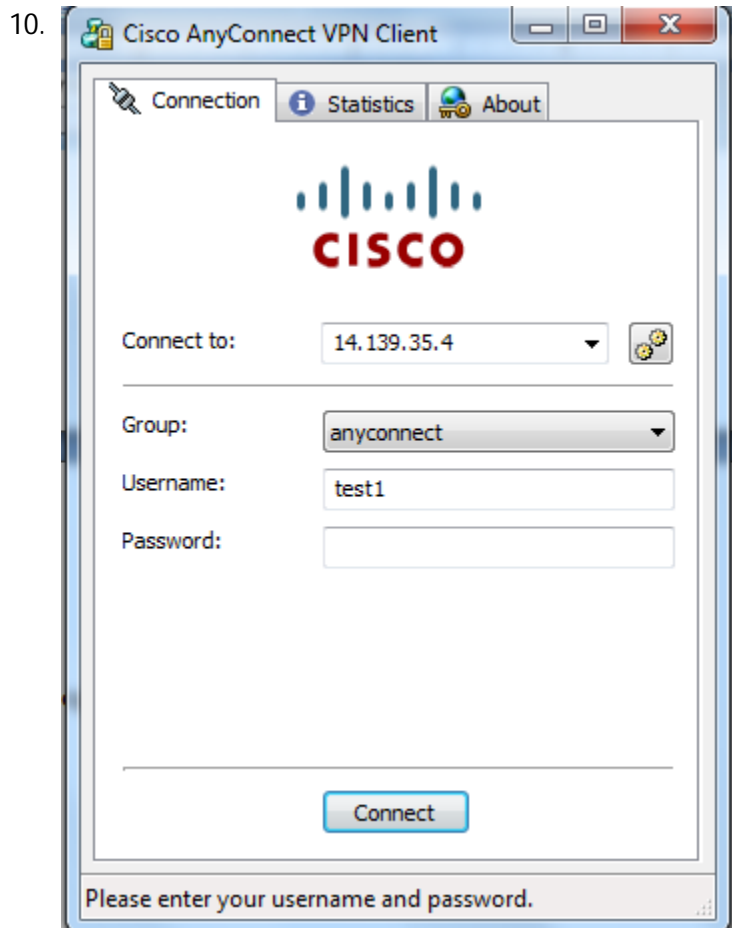 10.
Cisco AnyConnect VPN Client
Connection Statistics About
CISCO
Connect to: 14.139.35.4
Group: anyconnect
Username: test1
Password:
Connect
Please enter your username and password.